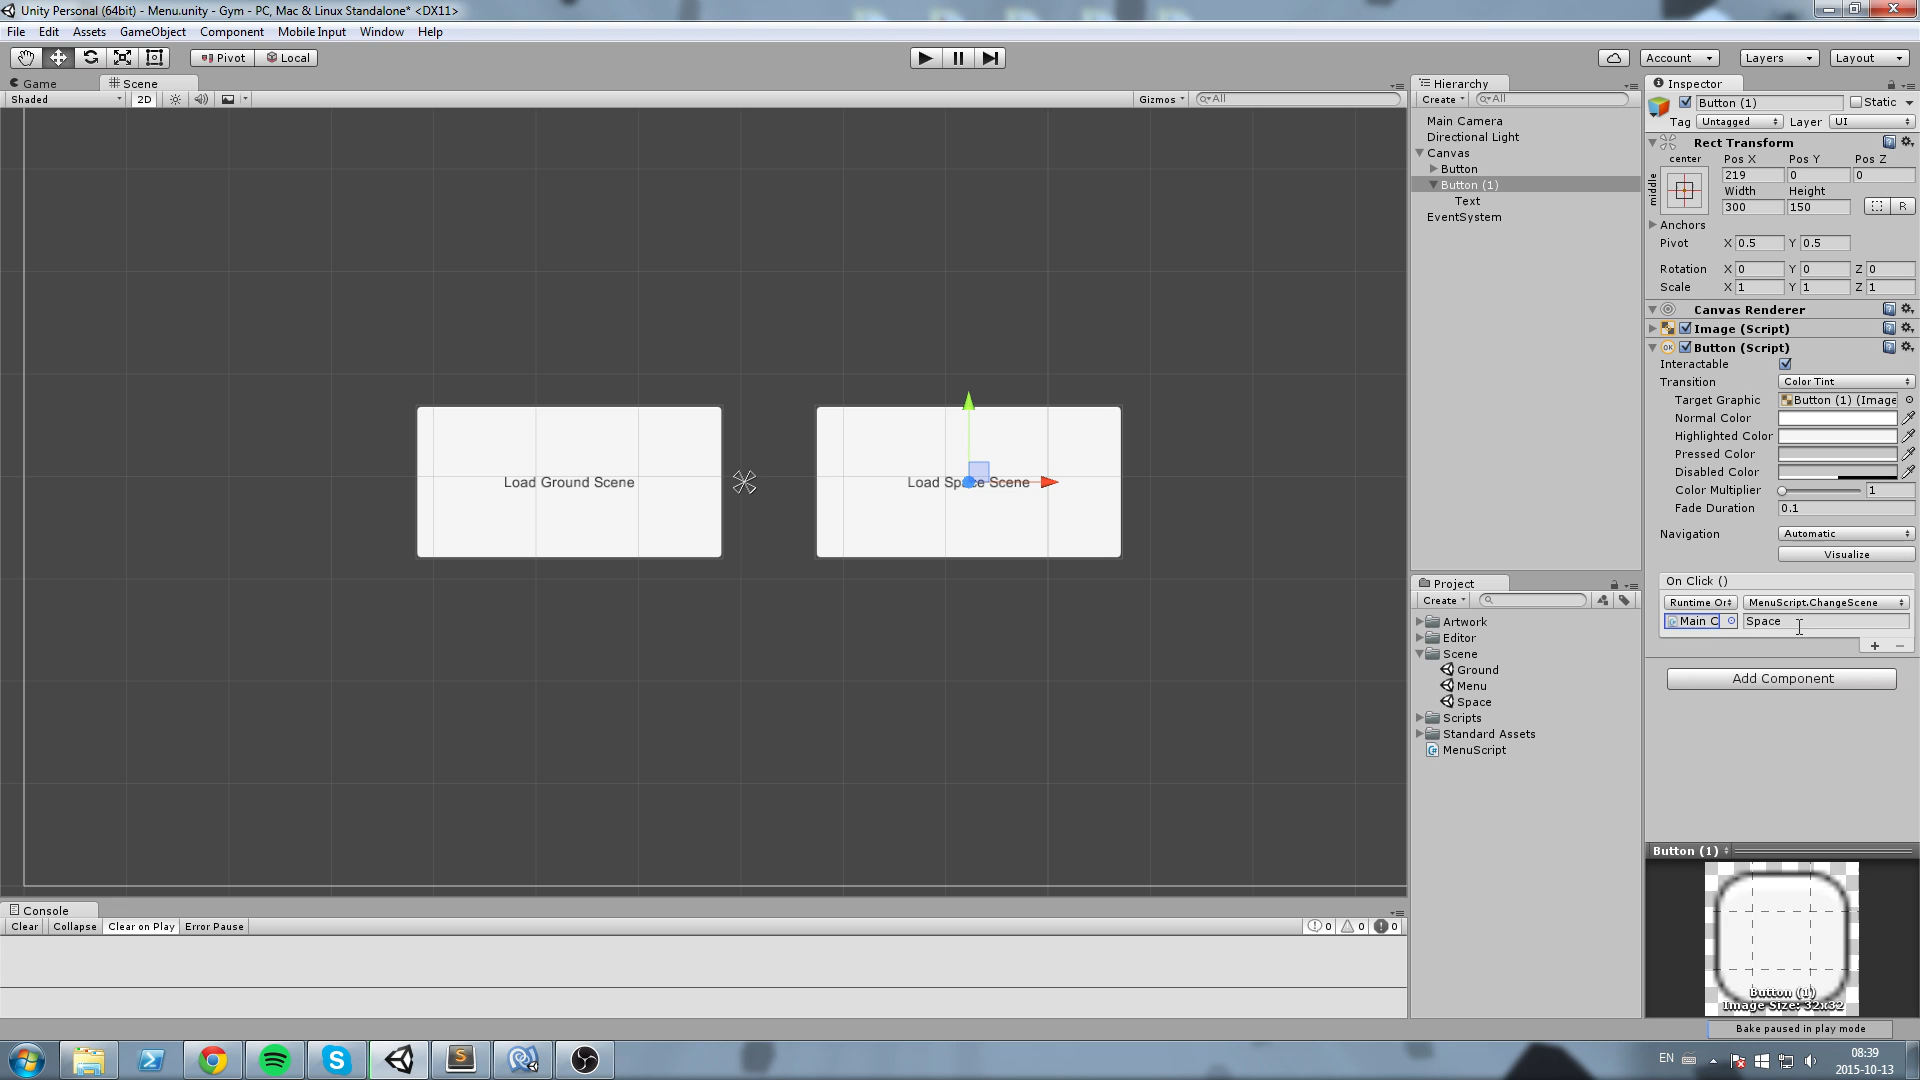 Unity Personal (64bit) - Menu.unity - Gym - PC, Mac & Linux Standalone* <DX11>
File Edit Assets GameObject Component Mobile Input Window Help
Pivot Local
Account Layers Layout
Game Scene
Shaded 2D Gizmos All
Load Ground Scene
Load Space Scene
Hierarchy
Create All
Main Camera
Directional Light
Canvas
Button
Button (1)
Text
EventSystem
Project
Create
Artwork
Editor
Scene
Ground
Menu
Space
Scripts
Standard Assets
MenuScript
Inspector
Button (1) Static
Tag Untagged Layer UI
Rect Transform
center Pos X Pos Y Pos Z
middle 219 0 0
Width Height
300 150 R
Anchors
Pivot X 0.5 Y 0.5
Rotation X 0 Y 0 Z 0
Scale X 1 Y 1 Z 1
Canvas Renderer
Image (Script)
OK Button (Script)
Interactable
Transition Color Tint
Target Graphic Button (1) (Image
Normal Color
Highlighted Color
Pressed Color
Disabled Color
Color Multiplier 1
Fade Duration 0.1
Navigation Automatic
Visualize
On Click ()
Runtime Or MenuScript.ChangeScene
Main C Space
+ -
Add Component
Button (1)
Button (1)
Image Size: 32x32
Bake paused in play mode
Console
Clear Collapse Clear on Play Error Pause 0 0 0
EN 08:39
2015-10-13